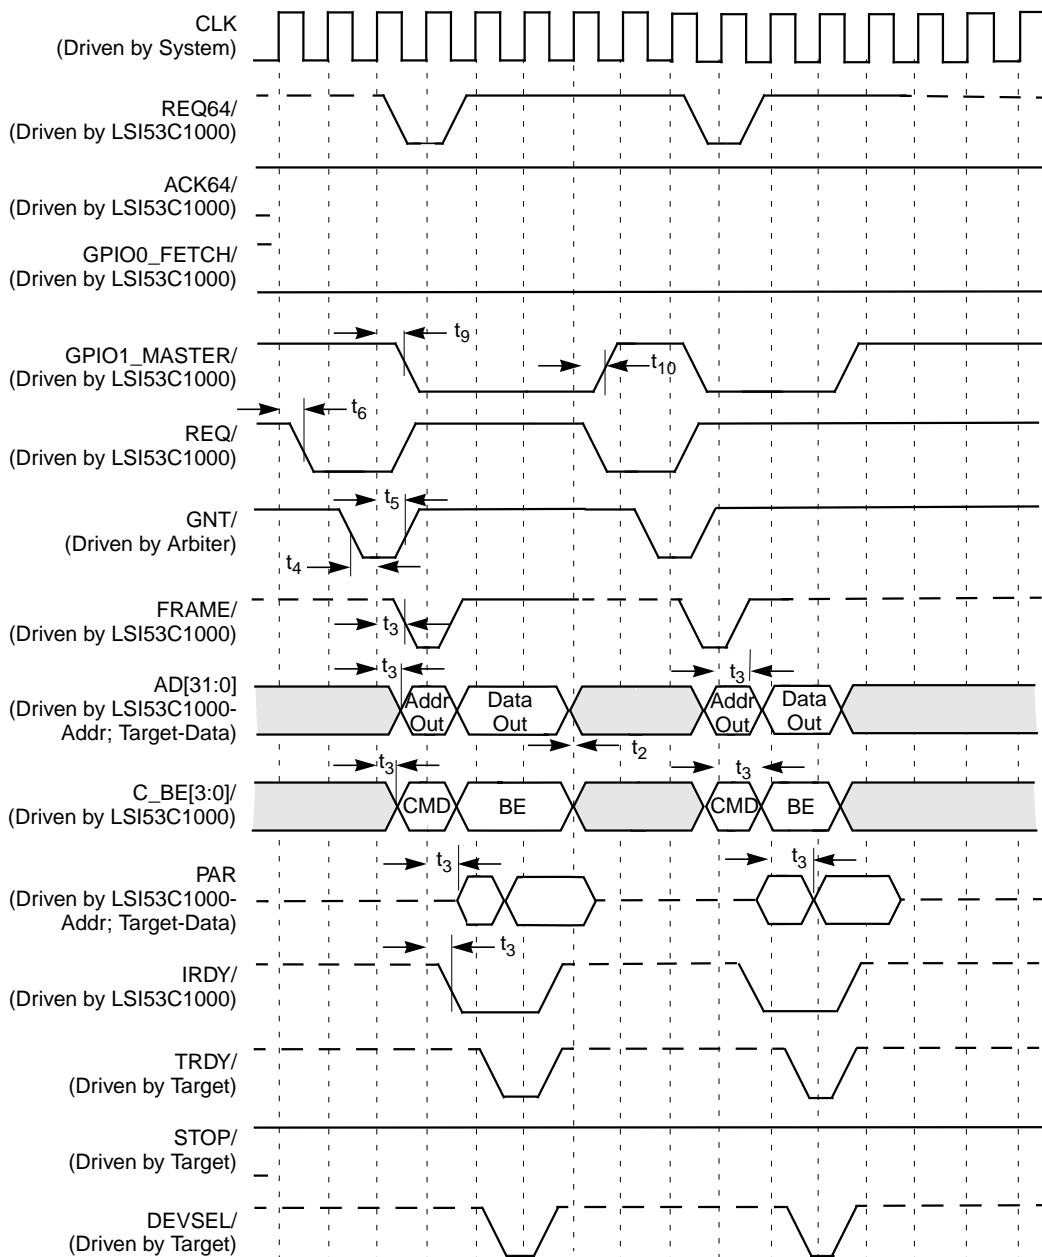 CLK
(Driven by System)
REQ64/
(Driven by LSI53C1000)
ACK64/
(Driven by LSI53C1000)
GPIO0_FETCH/
(Driven by LSI53C1000)
t9
GPIO1_MASTER/
t10
(Driven by LSI53C1000)
t6
REQ/
(Driven by LSI53C1000)
t5
GNT/
(Driven by Arbiter)
t4
FRAME/
t3
(Driven by LSI53C1000)
t3 t3
AD[31:0] Addr Data Addr Data
(Driven by LSI53C1000- Out Out Out Out
Addr; Target-Data)
t2
t3 t3
C_BE[3:0]/ CMD BE CMD BE
(Driven by LSI53C1000)
t3 t3
PAR
(Driven by LSI53C1000-
Addr; Target-Data)
t3
IRDY/
(Driven by LSI53C1000)
TRDY/
(Driven by Target)
STOP/
(Driven by Target)
DEVSEL/
(Driven by Target)